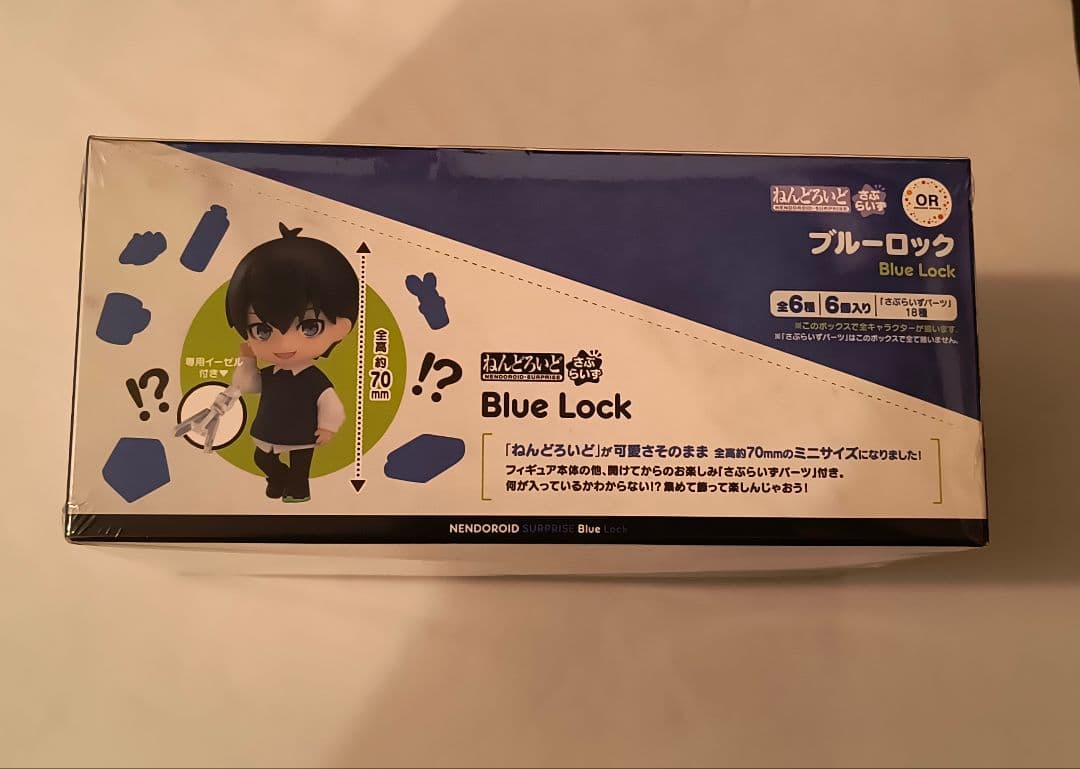 ねんどろいど さぷらいず
NENDOROID SURPRISE
OR
ブルーロック
Blue Lock
全6種 6個入り 「さぷらいずパーツ」18種
※このボックスで全キャラクターが揃います。
※「さぷらいずパーツ」はこのボックスで全て揃いません。
専用イーゼル
付き▼
全高約70mm
!?
!?
ねんどろいど さぷらいず
NENDOROID SURPRISE
Blue Lock
「ねんどろいど」が可愛さそのまま 全高約70mmのミニサイズになりました!
フィギュア本体の他、開けてからのお楽しみ「さぷらいずパーツ」付き。
何が入っているかわからない!? 集めて飾って楽しんじゃおう!
NENDOROID SURPRISE Blue Lock